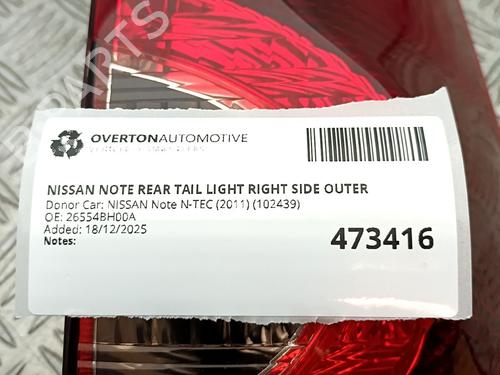 PARTS
OVERTONAUTOMOTIVE
NISSAN NOTE REAR TAIL LIGHT RIGHT SIDE OUTER
Donor Car: NISSAN Note N-TEC (2011) (102439)
OE: 26554BH00A
Added: 18/12/2025
Notes:
473416